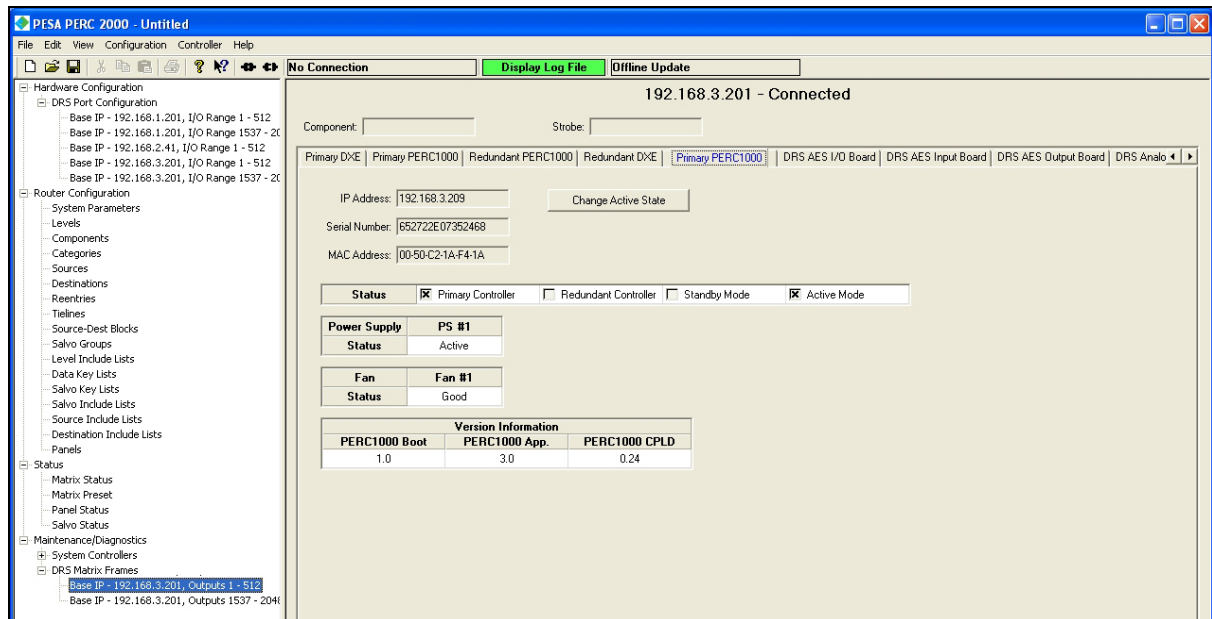 PESA PERC 2000 - Untitled
File Edit View Configuration Controller Help
No Connection Display Log File Offline Update
Hardware Configuration
DRS Port Configuration
Base IP - 192.168.1.201, I/O Range 1 - 512
Base IP - 192.168.1.201, I/O Range 1537 - 20
Base IP - 192.168.2.41, I/O Range 1 - 512
Base IP - 192.168.3.201, I/O Range 1 - 512
Base IP - 192.168.3.201, I/O Range 1537 - 20
Router Configuration
System Parameters
Levels
Components
Categories
Sources
Destinations
Reentries
Tielines
Source-Dest Blocks
Salvo Groups
Level Include Lists
Data Key Lists
Salvo Key Lists
Salvo Include Lists
Source Include Lists
Destination Include Lists
Panels
Status
Matrix Status
Matrix Preset
Panel Status
Salvo Status
Maintenance/Diagnostics
System Controllers
DRS Matrix Frames
Base IP - 192.168.3.201, Outputs 1 - 512
Base IP - 192.168.3.201, Outputs 1537 - 204
192.168.3.201 - Connected
Component: Strobe:
Primary DXE Primary PERC1000 Redundant PERC1000 Redundant DXE Primary PERC1000 DRS AES I/O Board DRS AES Input Board DRS AES Output Board DRS Analo
IP Address: 192.168.3.209 Change Active State
Serial Number: 652722E07352468
MAC Address: 00-50-C2-1A-F4-1A
Status Primary Controller Redundant Controller Standby Mode Active Mode
Power Supply PS #1
Status Active
Fan Fan #1
Status Good
Version Information
PERC1000 Boot PERC1000 App. PERC1000 CPLD
1.0 3.0 0.24